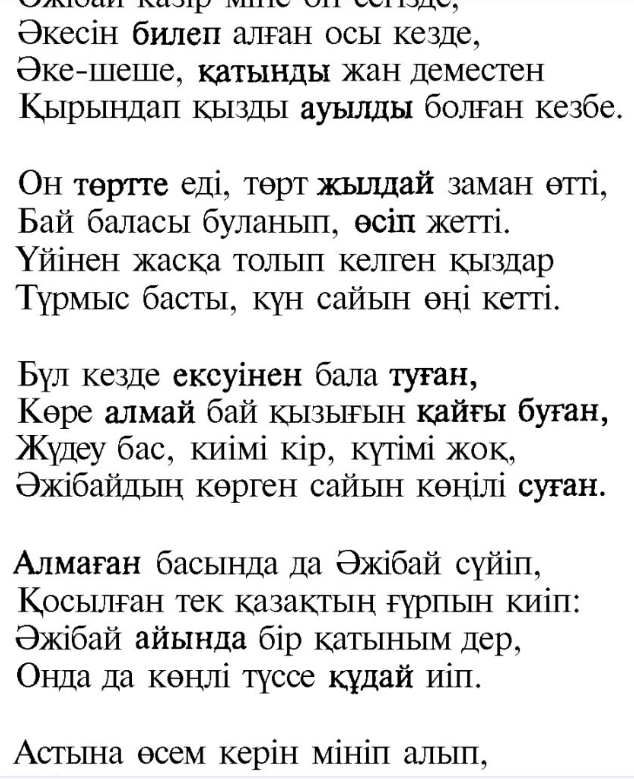 Әкесін билеп алған осы кезде,
Әке-шеше, қатынды жан деместен
Қырындап қызды ауылды болған кезбе.
Он төртте еді, төрт жылдай заман өтті,
Бай баласы буланып, өсіп жетті.
Үйінен жасқа толып келген қыздар
Түрмыс басты, күн сайын өңі кетті.
Бүл кезде ексуінен бала туған,
Көре алмай бай қызығын қайғы буған,
Жүдеу бас, киімі кір, күтімі жоқ,
Әжібайдың көрген сайын көңілі суған.
Алмаған басында да Әжібай сүйіп,
Қосылған тек қазақтың ғүрпын киіп:
Әжібай айында бір қатыным дер,
Онда да көңлі түссе құдай иіп.
Астына өсем керін мініп алып,